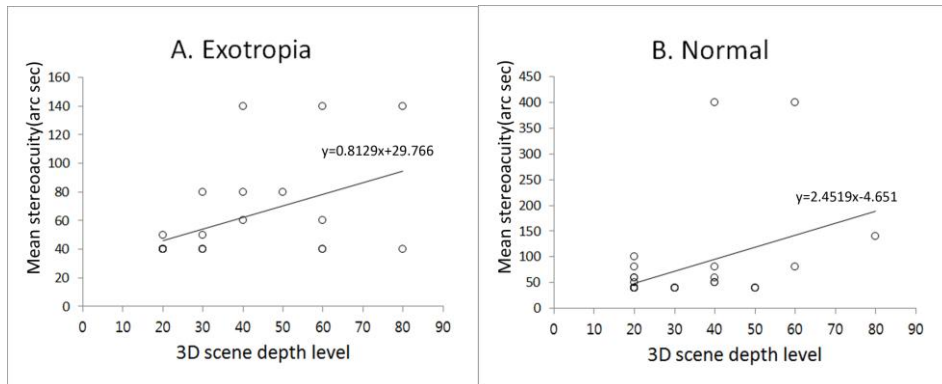 A. Exotropia
Mean stereoacuity(arc sec)
160
140
120
100
80
60
40
20
0
y=0.8129x+29.766
0 10 20 30 40 50 60 70 80 90
3D scene depth level
B. Normal
Mean stereoacuity(arc sec)
450
400
350
300
250
200
150
100
50
0
y=2.4519x-4.651
0 10 20 30 40 50 60 70 80 90
3D scene depth level